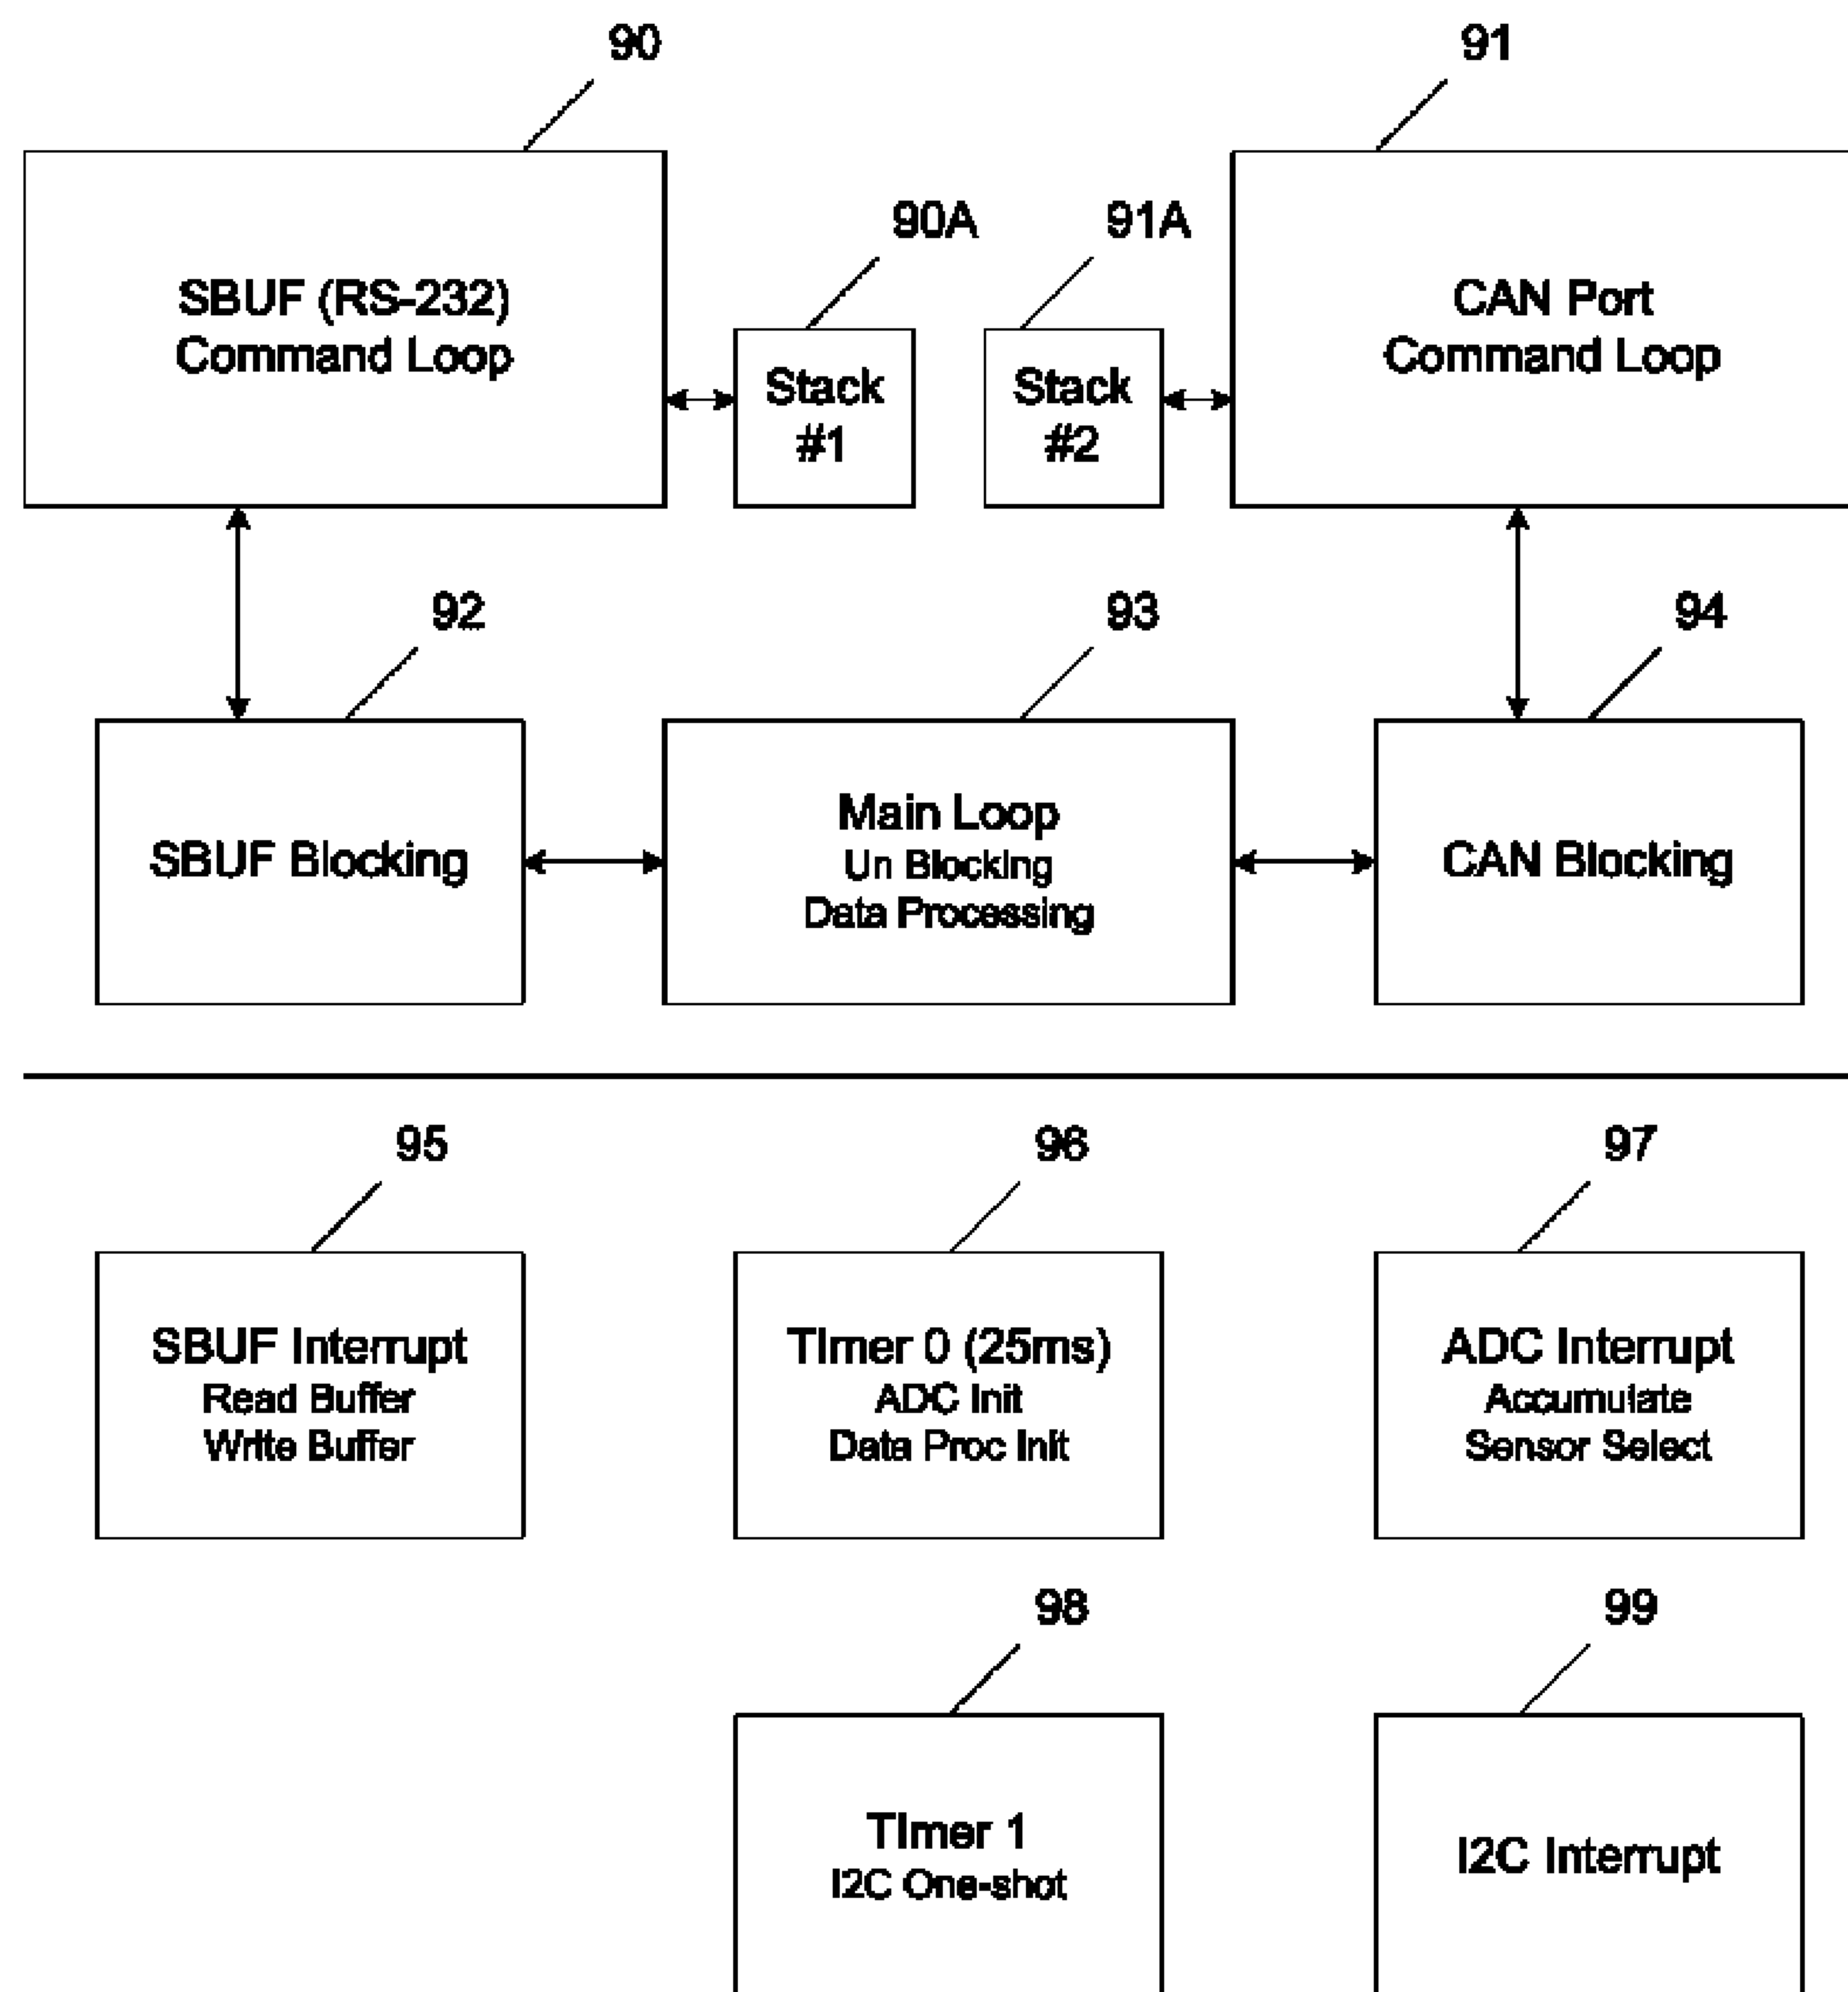 90
91
90A
91A
SBUF (RS-232)
Command Loop
CAN Port
Command Loop
Stack
#1
Stack
#2
92
93
94
SBUF Blocking
Main Loop
Un Blocking
Data Processing
CAN Blocking
95
96
97
SBUF Interrupt
Read Buffer
Write Buffer
Timer 0 (25ms)
ADC Init
Data Proc Init
ADC Interrupt
Accumulate
Sensor Select
98
99
Timer 1
I2C One-shot
I2C Interrupt